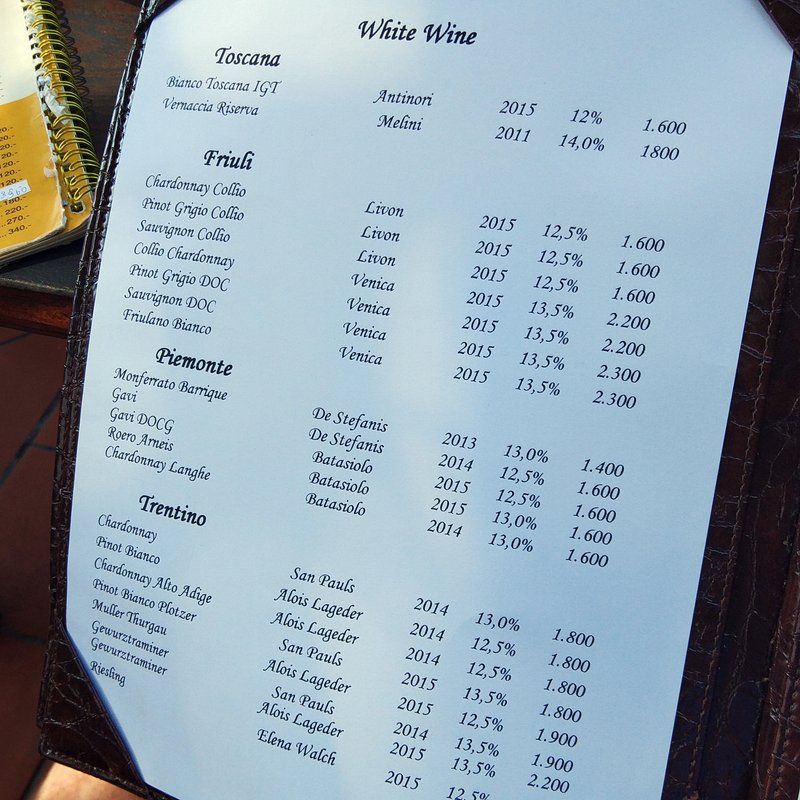 White Wine
Toscana
Bianco Toscana IGT Antinori 2015 12% 1.600
Vernaccia Riserva Melini 2011 14,0% 1800
Friuli
Chardonnay Collio Livon 2015 12,5% 1.600
Pinot Grigio Collio Livon 2015 12,5% 1.600
Sauvignon Collio Livon 2015 12,5% 1.600
Collio Chardonnay Venica 2015 13,5% 2.200
Pinot Grigio DOC Venica 2015 13,5% 2.200
Sauvignon DOC Venica 2015 13,5% 2.300
Friulano Bianco Venica 2015 13,5% 2.300
Piemonte
Monferrato Barrique De Stefanis 2013 13,0% 1.400
Gavi De Stefanis 2014 12,5% 1.600
Gavi DOCG Batasiolo 2015 12,5% 1.600
Roero Arneis Batasiolo 2015 13,0% 1.600
Chardonnay Langhe Batasiolo 2014 13,0% 1.600
Trentino
Chardonnay San Pauls 2014 13,0% 1.800
Pinot Bianco Alois Lageder 2014 12,5% 1.800
Chardonnay Alto Adige Alois Lageder 2014 12,5% 1.800
Pinot Bianco Plotzer San Pauls 2015 13,5% 1.800
Muller Thurgau Alois Lageder 2015 12,5% 1.900
Gewurztraminer San Pauls 2014 13,5% 1.900
Gewurztraminer Alois Lageder 2015 13,5% 2.200
Riesling Elena Walch 2015 12,5%
220.-
270.-
340.-